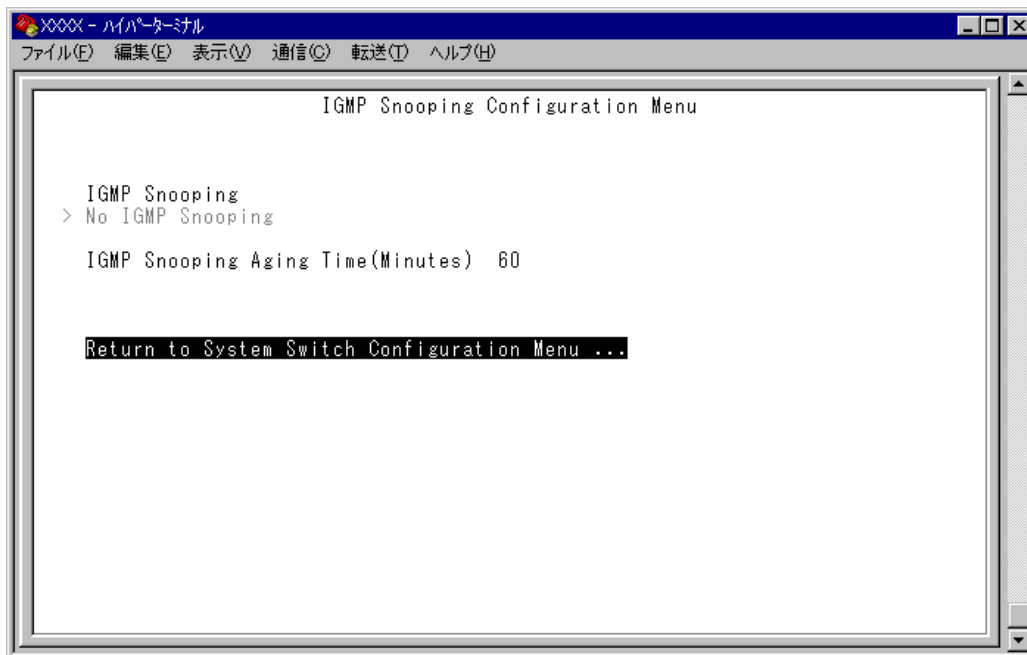 XXXX - ハイパーターミナル
ファイル(F) 編集(E) 表示(V) 通信(C) 転送(T) ヘルプ(H)
IGMP Snooping Configuration Menu
IGMP Snooping
> No IGMP Snooping
IGMP Snooping Aging Time(Minutes) 60
Return to System Switch Configuration Menu ...